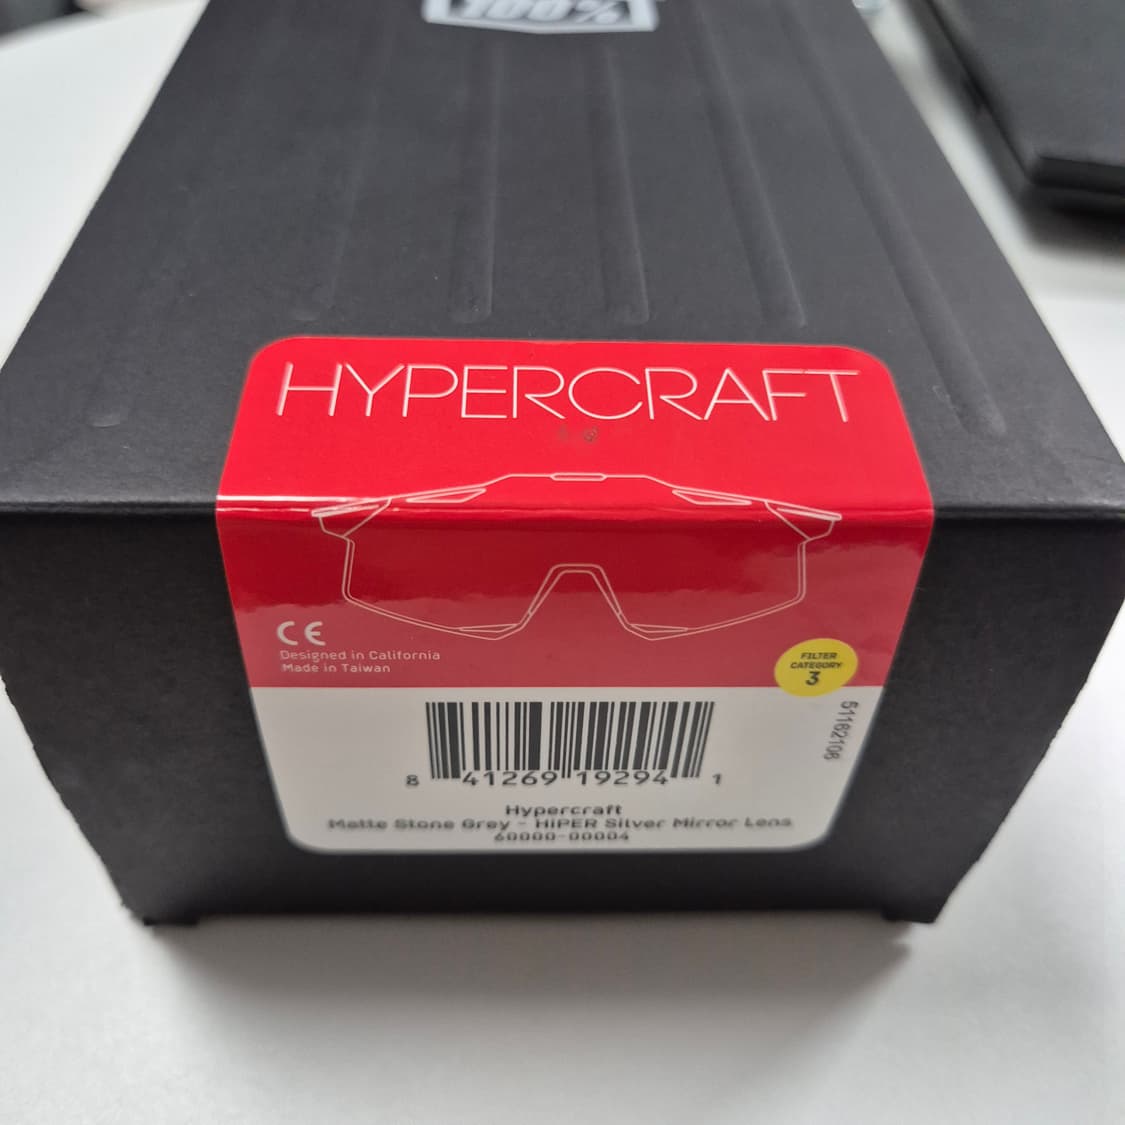 100%
HYPERCRAFT
CE
Designed in California
Made in Taiwan
FILTER
CATEGORY
3
51162106
8 41269 19294 1
Hypercraft
Matte Stone Grey - HiPER Silver Mirror Lens
60000-00004